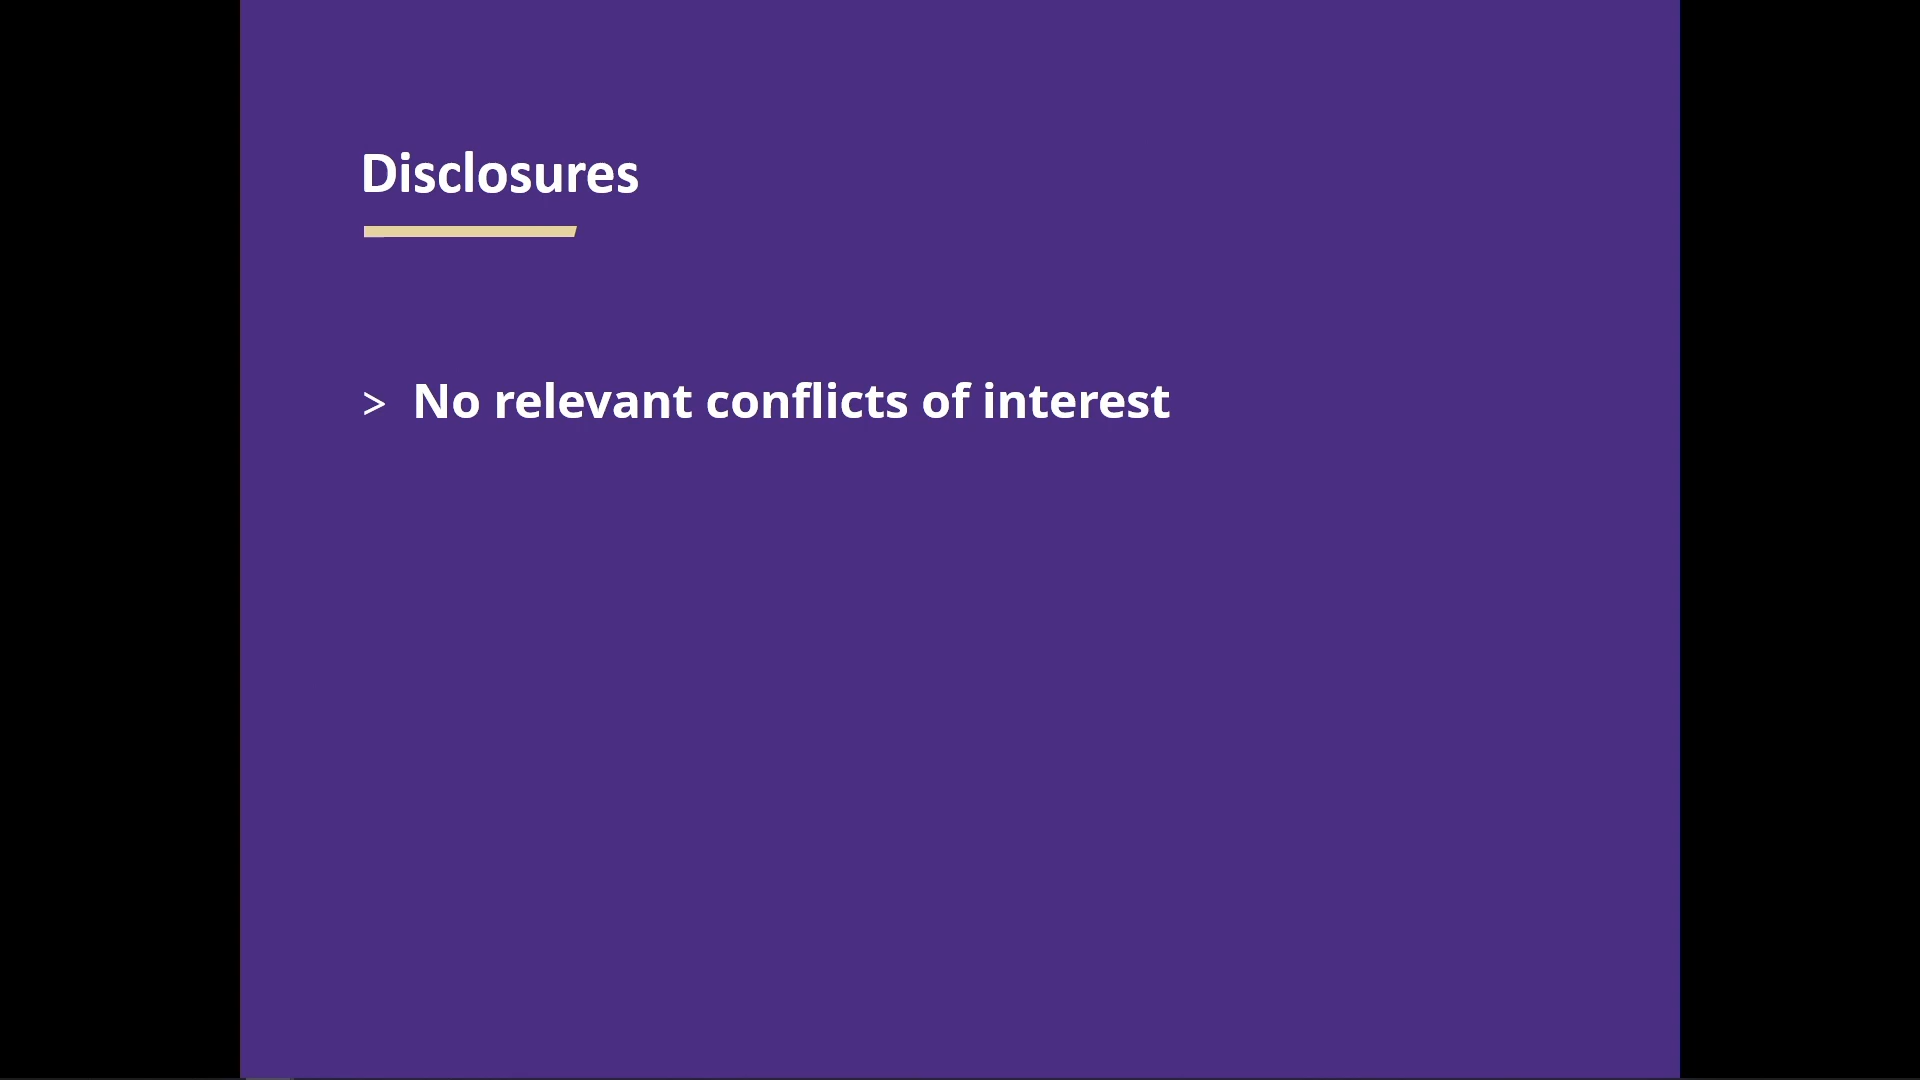 Disclosures
> No relevant conflicts of interest